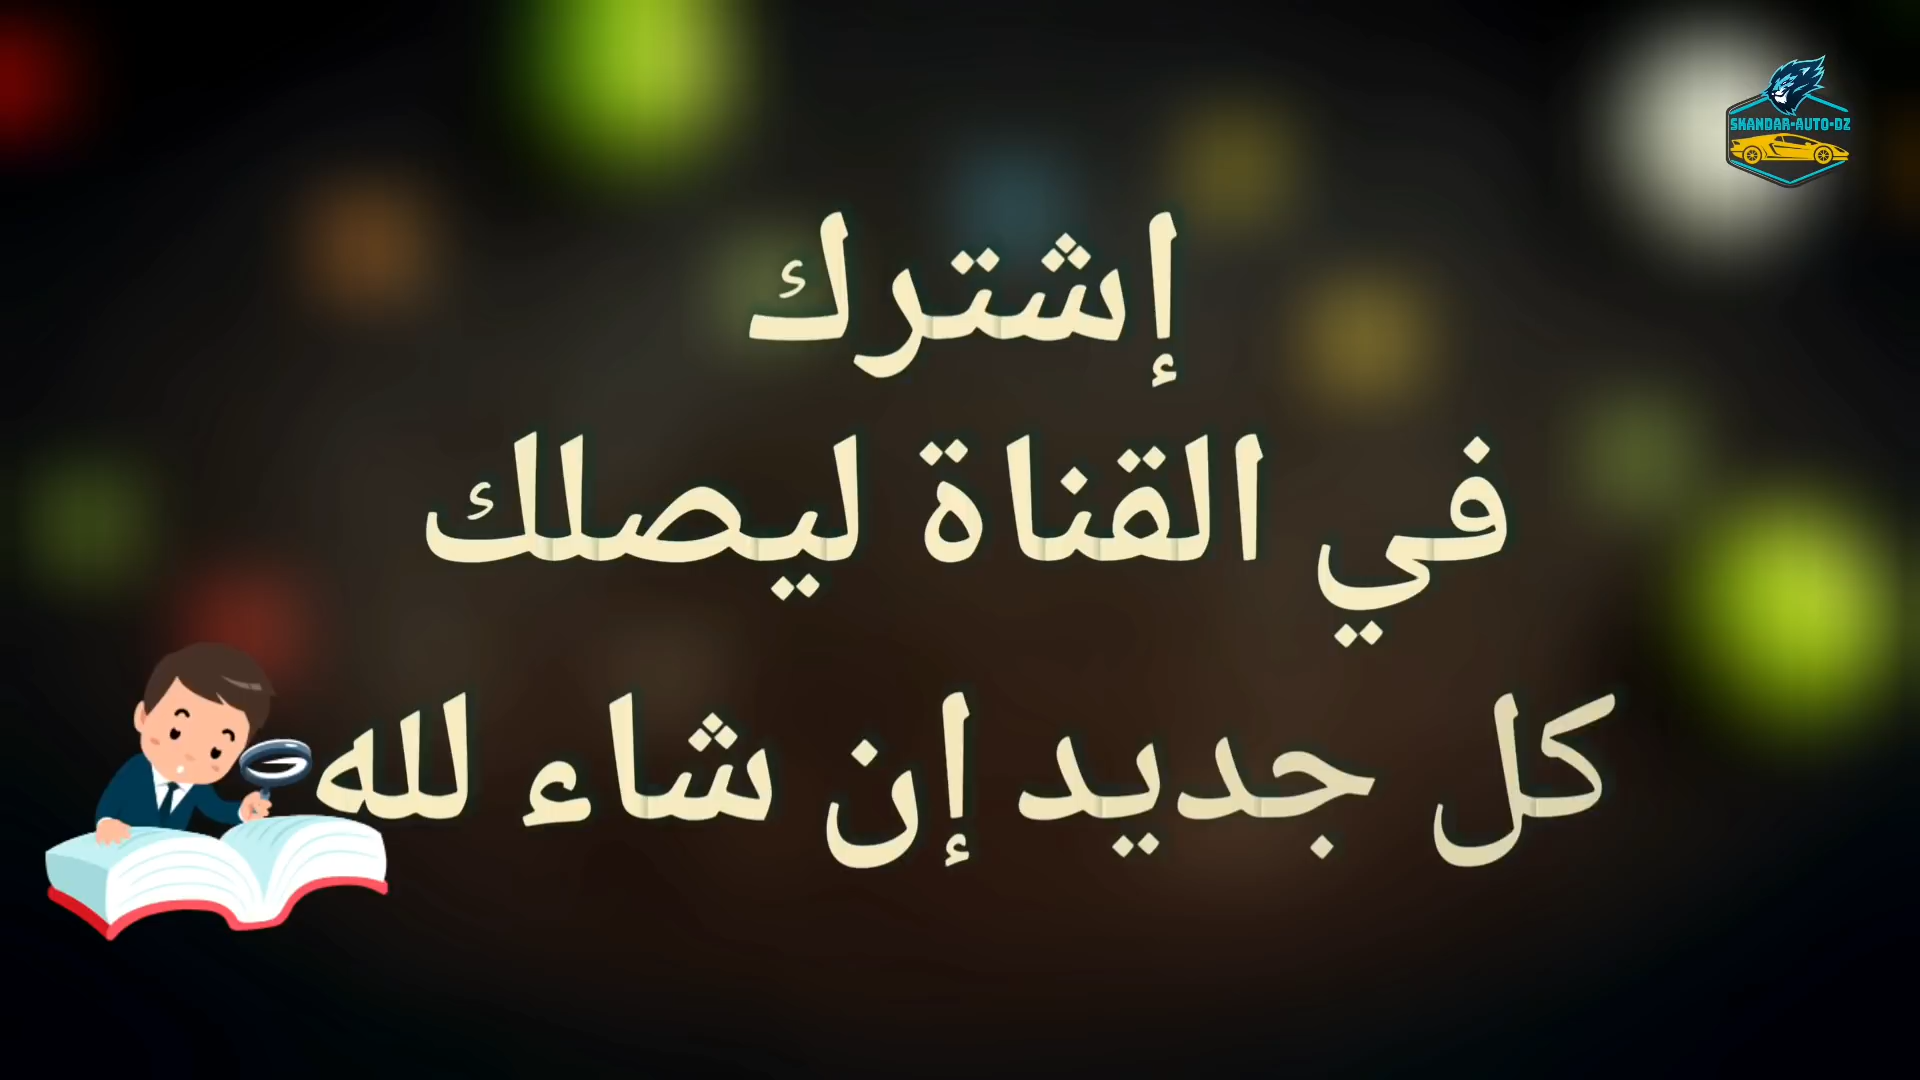 SKANDAR-AUTO-DZ
إشترك
في القناة ليصلك
كل جديد إن شاء لله